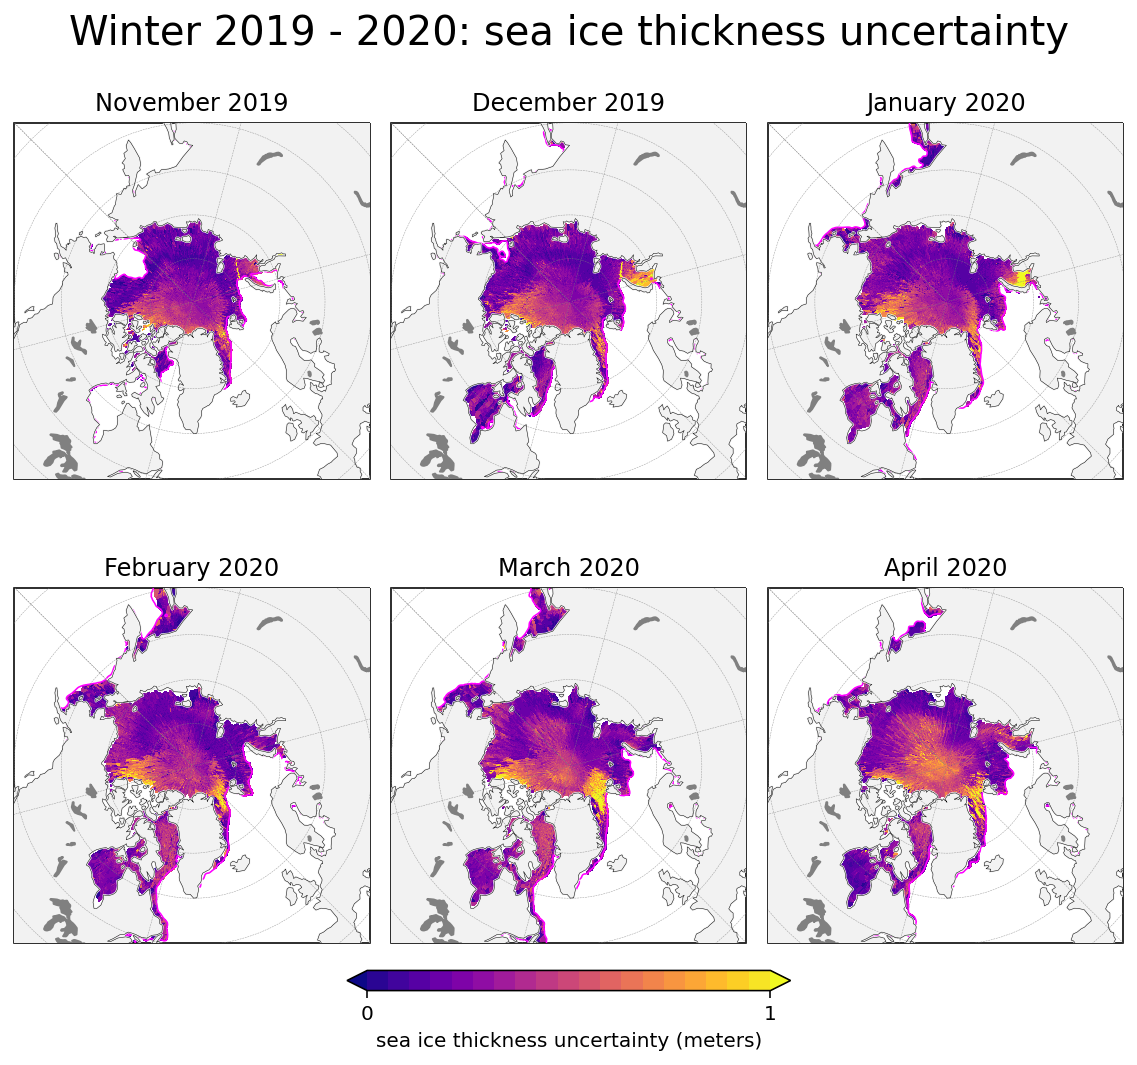 Winter 2019 - 2020: sea ice thickness uncertainty
November 2019
December 2019
January 2020
February 2020
March 2020
April 2020
0
1
sea ice thickness uncertainty (meters)